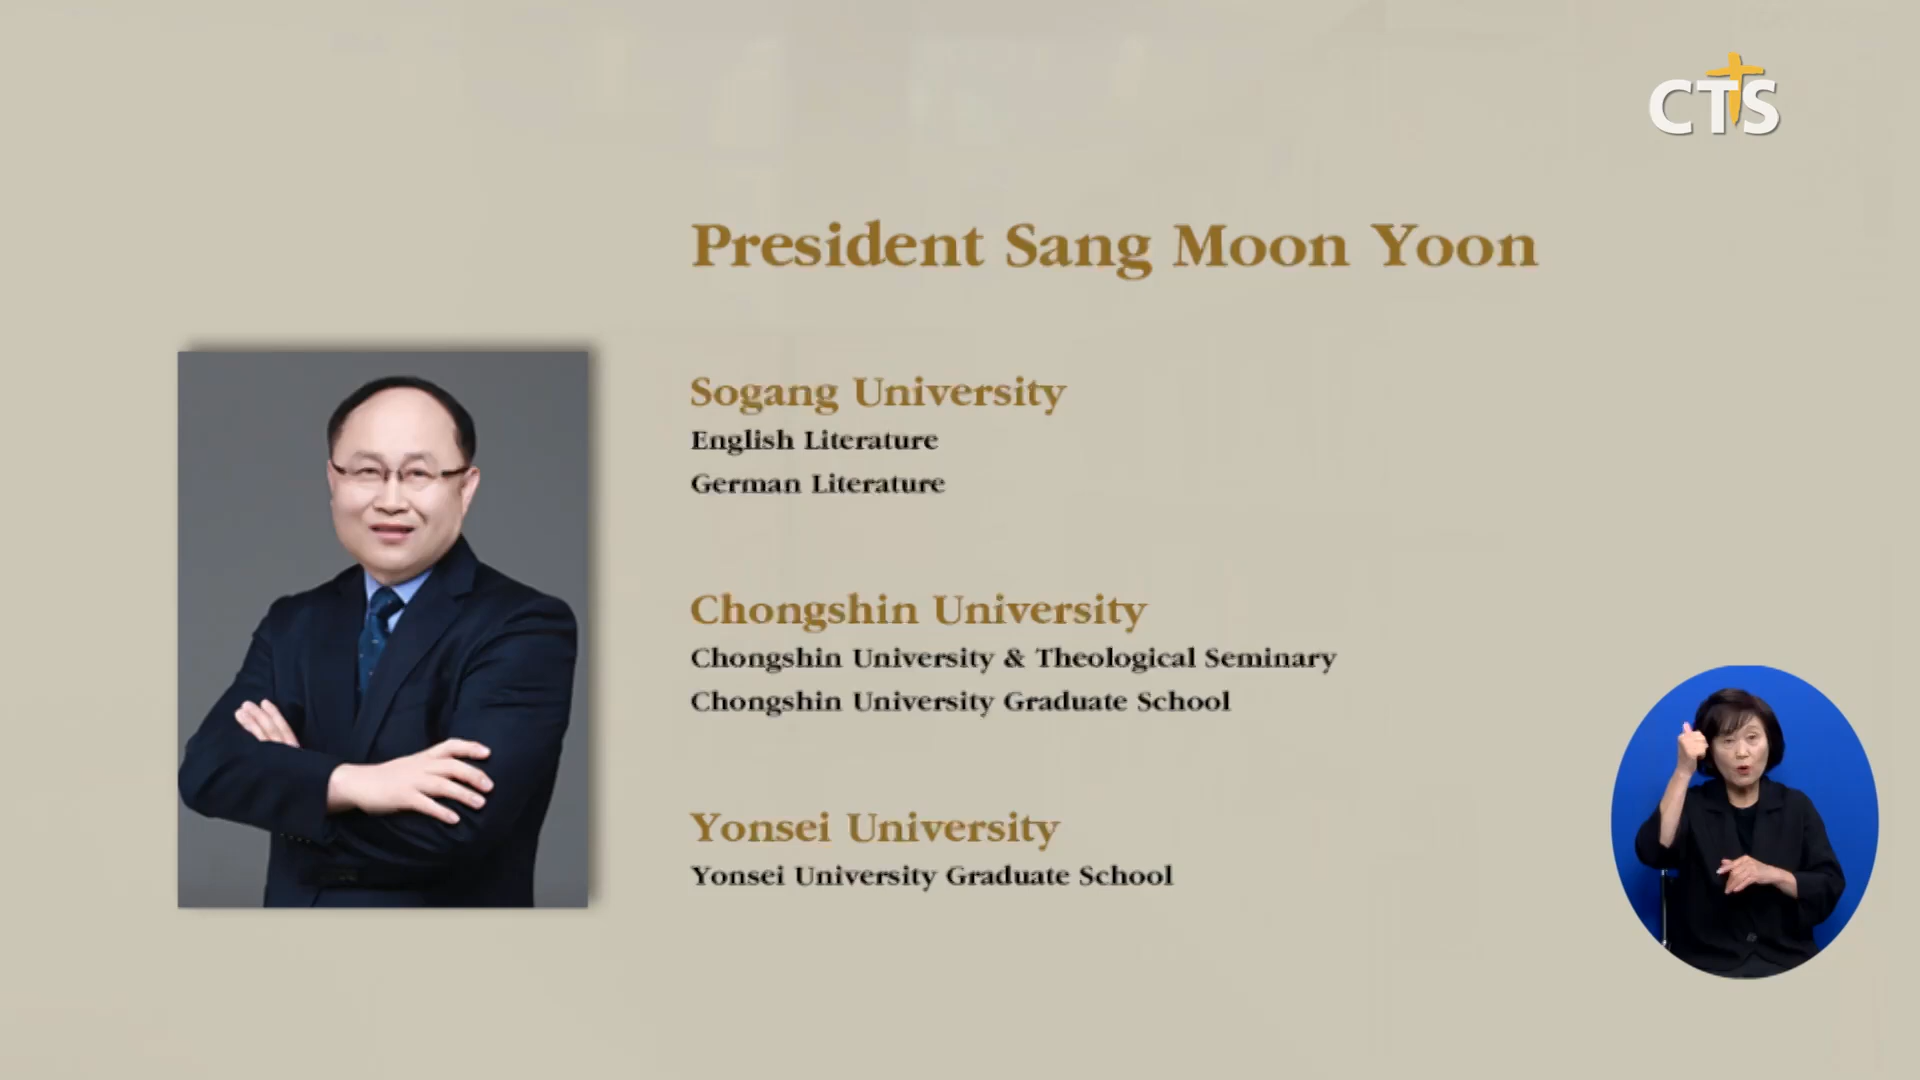 CTS
President Sang Moon Yoon
Sogang University
English Literature
German Literature
Chongshin University
Chongshin University & Theological Seminary
Chongshin University Graduate School
Yonsei University
Yonsei University Graduate School